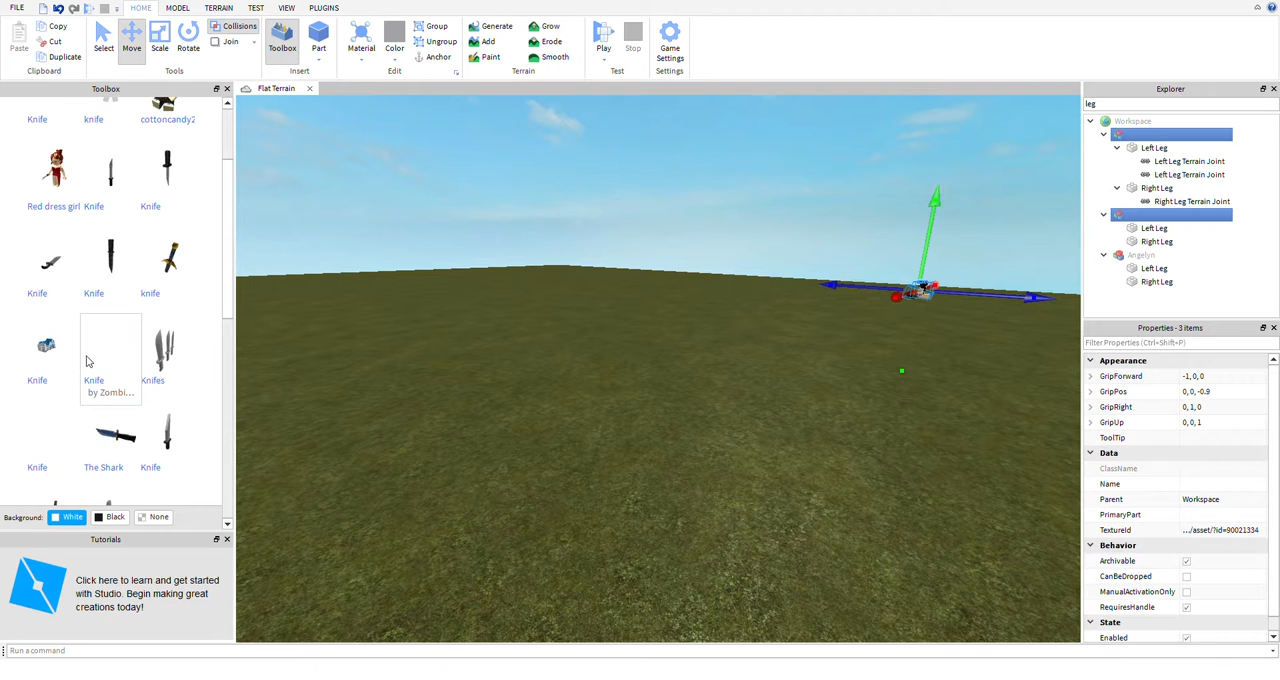 FILE HOME MODEL TERRAIN TEST VIEW PLUGINS
Paste Copy Cut Duplicate Clipboard
Select Move Scale Rotate Collisions Join Tools
Toolbox Part Insert
Material Color Group Ungroup Anchor Edit
Generate Add Paint Grow Erode Smooth Terrain
Play Stop Test
Game Settings Settings
Toolbox
Knife knife cottoncandy2
Red dress girl Knife Knife
Knife Knife knife
Knife Knife Knives
by Zombi...
Knife The Shark Knife
Background: White Black None
Tutorials
Click here to learn and get started
with Studio. Begin making great
creations today!
Run a command
Flat Terrain
Explorer
leg
Workspace
Left Leg
Left Leg Terrain Joint
Left Leg Terrain Joint
Right Leg
Right Leg Terrain Joint
Left Leg
Right Leg
Angelyn
Left Leg
Right Leg
Properties - 3 items
Filter Properties (Ctrl+Shift+P)
Appearance
GripForward -1, 0, 0
GripPos 0, 0, -0.9
GripRight 0, 1, 0
GripUp 0, 0, 1
ToolTip
Data
ClassName
Name
Parent Workspace
PrimaryPart
TextureId .../asset/?id=90021334
Behavior
Archivable
CanBeDropped
ManualActivationOnly
RequiresHandle
State
Enabled